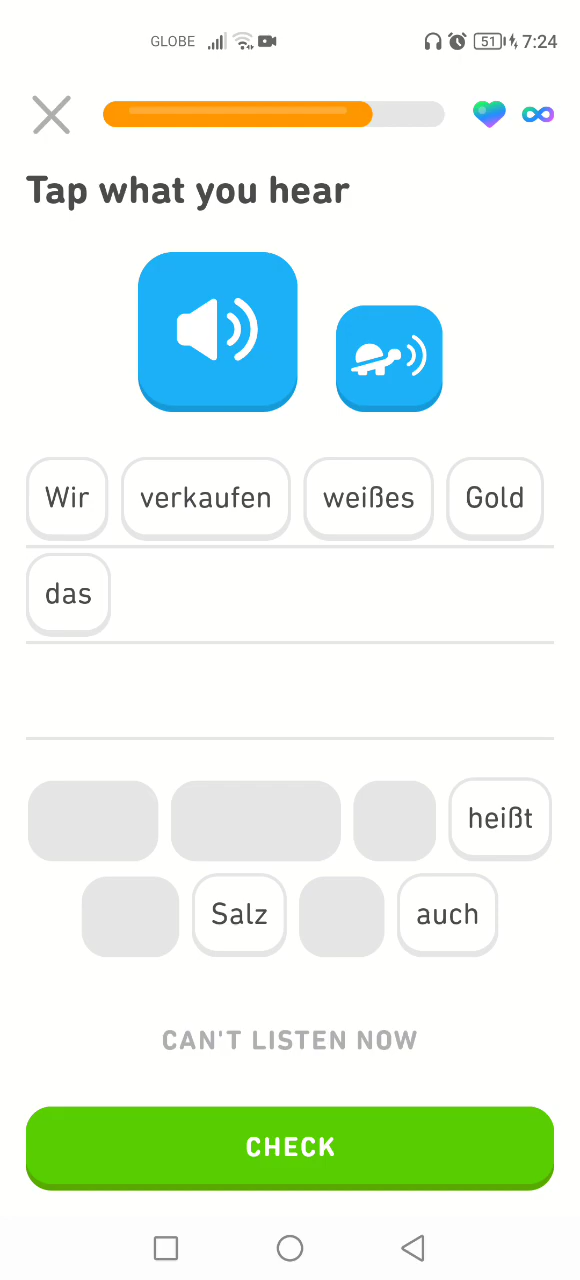 GLOBE 51 7:24
Tap what you hear
Wir verkaufen weißes Gold
das
heißt
Salz auch
CAN'T LISTEN NOW
CHECK